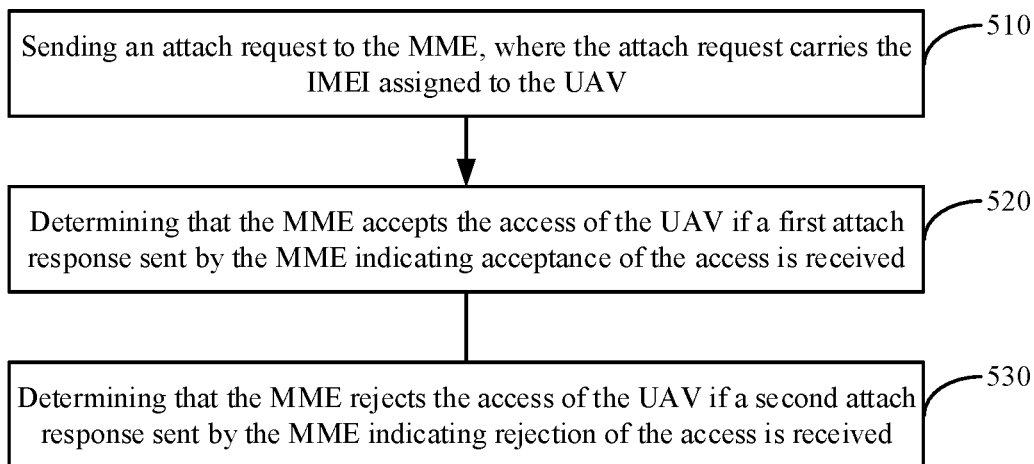 Sending an attach request to the MME, where the attach request carries the
IMEI assigned to the UAV
510
Determining that the MME accepts the access of the UAV if a first attach
response sent by the MME indicating acceptance of the access is received
520
Determining that the MME rejects the access of the UAV if a second attach
response sent by the MME indicating rejection of the access is received
530